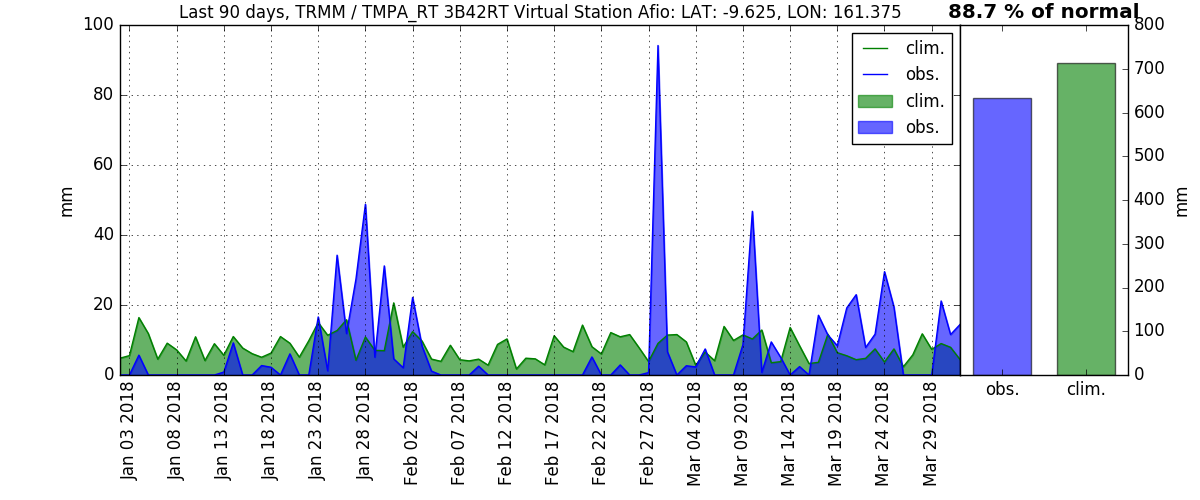 Last 90 days, TRMM / TMPA_RT 3B42RT Virtual Station Afio: LAT: -9.625, LON: 161.375
88.7 % of normal
100
80
60
40
20
0
mm
clim.
obs.
clim.
obs.
800
700
600
500
400
300
200
100
0
mm
Jan 03 2018
Jan 08 2018
Jan 13 2018
Jan 18 2018
Jan 23 2018
Jan 28 2018
Feb 02 2018
Feb 07 2018
Feb 12 2018
Feb 17 2018
Feb 22 2018
Feb 27 2018
Mar 04 2018
Mar 09 2018
Mar 14 2018
Mar 19 2018
Mar 24 2018
Mar 29 2018
obs.
clim.